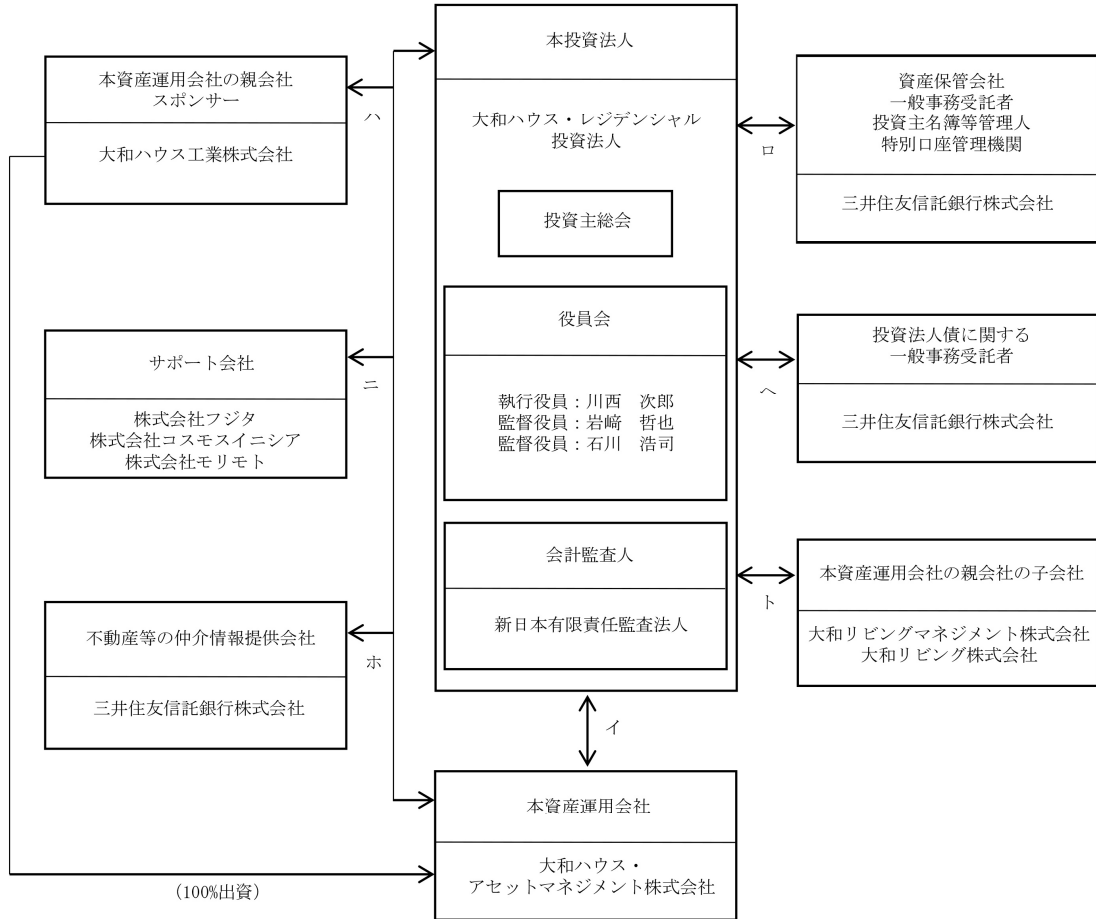 本投資法人
大和ハウス・レジデンシャル
投資法人
投資主総会
役員会
執行役員：川西　次郎
監督役員：岩﨑　哲也
監督役員：石川　浩司
会計監査人
新日本有限責任監査法人
本資産運用会社の親会社
スポンサー
大和ハウス工業株式会社
ハ
サポート会社
株式会社フジタ
株式会社コスモスイニシア
株式会社モリモト
ニ
不動産等の仲介情報提供会社
三井住友信託銀行株式会社
ホ
資産保管会社
一般事務受託者
投資主名簿等管理人
特別口座管理機関
三井住友信託銀行株式会社
ロ
投資法人債に関する
一般事務受託者
三井住友信託銀行株式会社
ヘ
本資産運用会社の親会社の子会社
大和リビングマネジメント株式会社
大和リビング株式会社
ト
イ
本資産運用会社
大和ハウス・
アセットマネジメント株式会社
（100%出資）